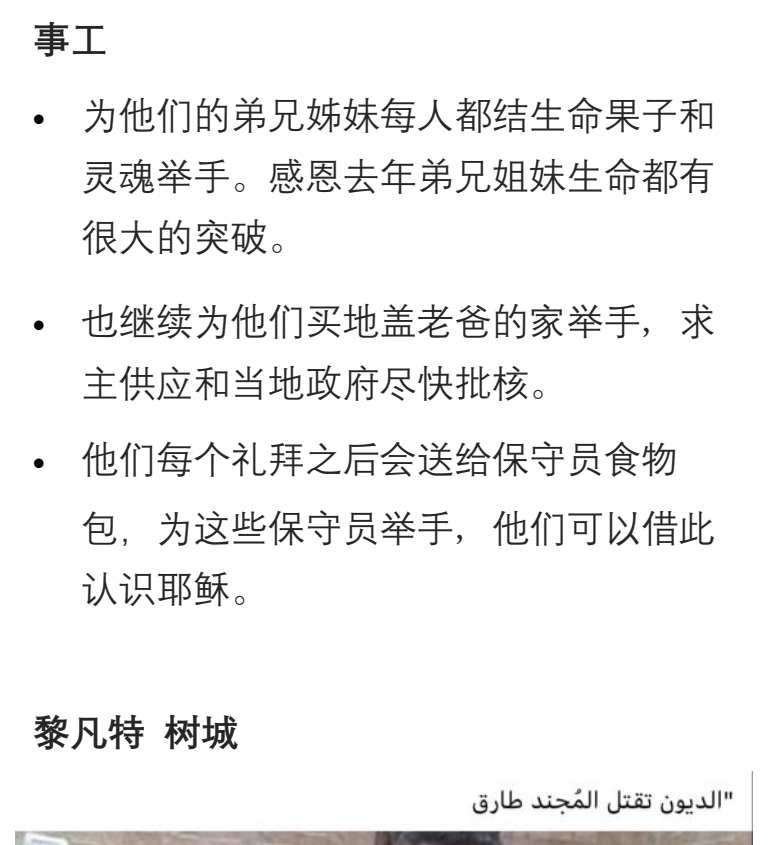 事工
• 为他们的弟兄姊妹每人都结生命果子和
灵魂举手。感恩去年弟兄姐妹生命都有
很大的突破。
• 也继续为他们买地盖老爸的家举手，求
主供应和当地政府尽快批核。
• 他们每个礼拜之后会送给保守员食物
包，为这些保守员举手，他们可以借此
认识耶稣。
黎凡特 树城
"الديون تقتل المُجند طارق